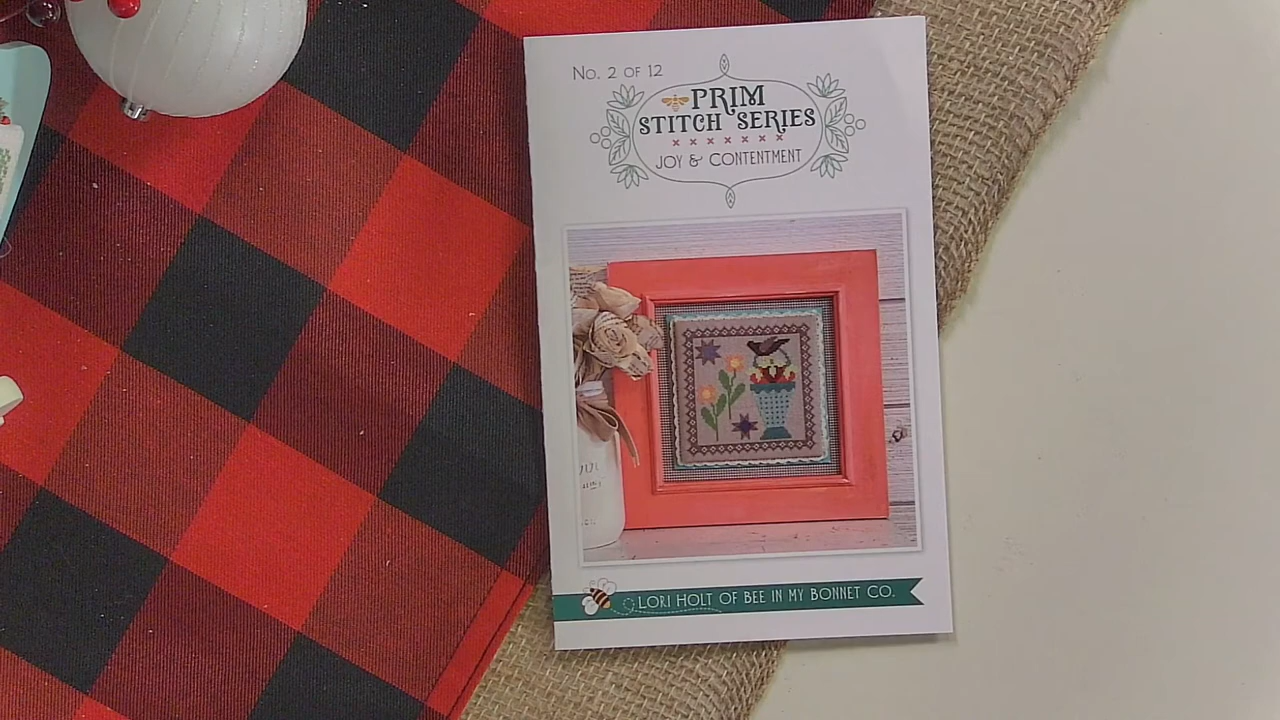 No. 2 OF 12
PRIM
STITCH SERIES
JOY & CONTENTMENT
LORI HOLT OF BEE IN MY BONNET CO.